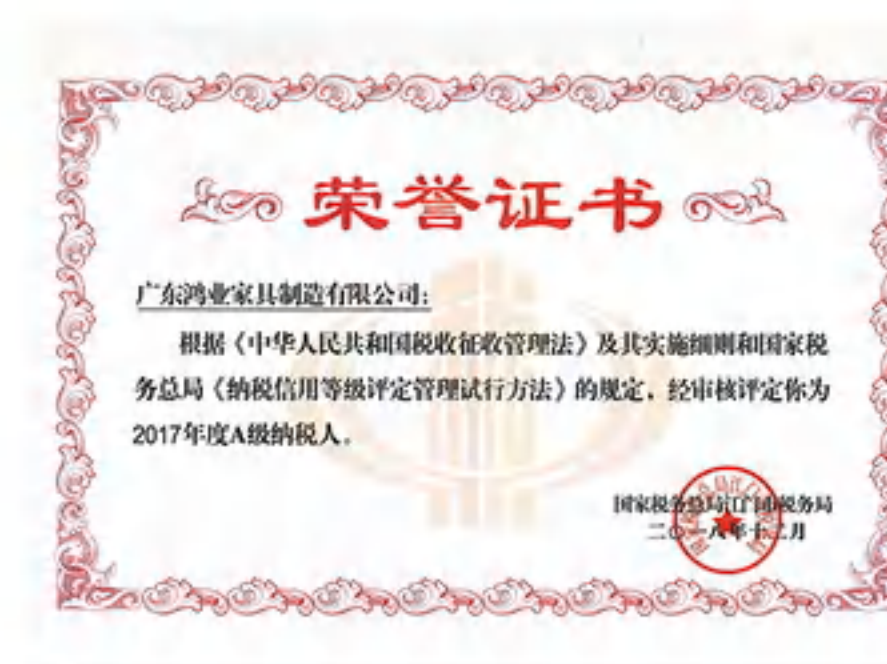 荣誉证书
广东鸿业家具制造有限公司：
根据《中华人民共和国税收征收管理法》及其实施细则和国家税
务总局《纳税信用等级评定管理试行方法》的规定，经审核评定你为
2017年度A级纳税人。
国家税务总局江门市税务局
二〇一八年十二月